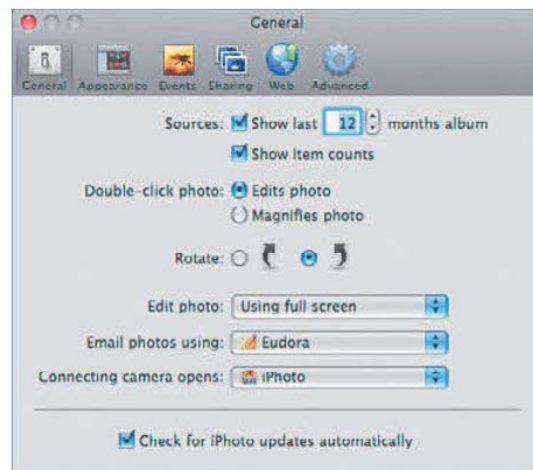 General
General Appearance Events Sharing Web Advanced
Sources: Show last 12 months album
Show item counts
Double-click photo: Edits photo
Magnifies photo
Rotate:
Edit photo: Using full screen
Email photos using: Eudora
Connecting camera opens: iPhoto
Check for iPhoto updates automatically